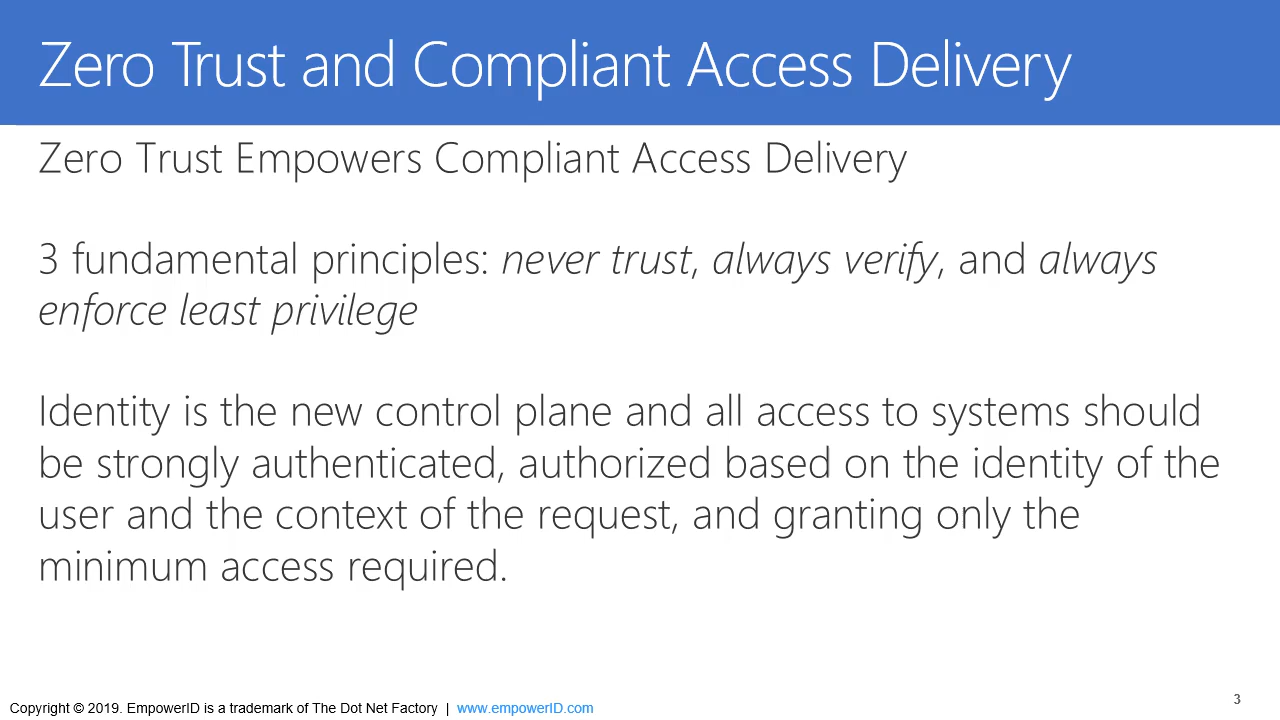 Zero Trust and Compliant Access Delivery
Zero Trust Empowers Compliant Access Delivery
3 fundamental principles: never trust, always verify, and always
enforce least privilege
Identity is the new control plane and all access to systems should
be strongly authenticated, authorized based on the identity of the
user and the context of the request, and granting only the
minimum access required.
Copyright © 2019. EmpowerID is a trademark of The Dot Net Factory | www.empowerID.com
3